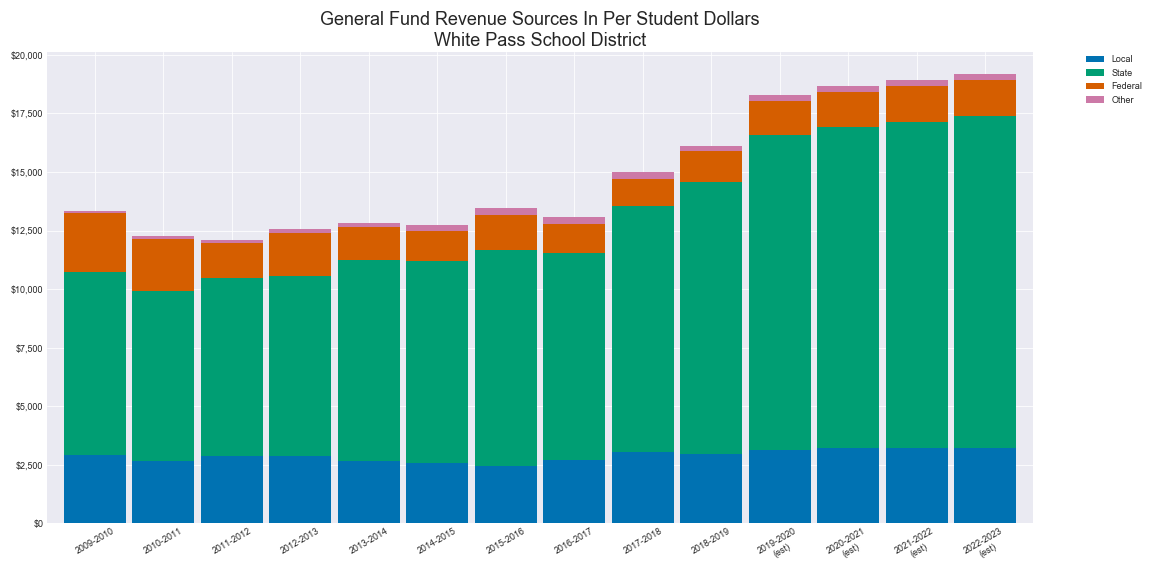 General Fund Revenue Sources In Per Student Dollars
White Pass School District
Local
State
Federal
Other
$20,000
$17,500
$15,000
$12,500
$10,000
$7,500
$5,000
$2,500
$0
2009-2010
2010-2011
2011-2012
2012-2013
2013-2014
2014-2015
2015-2016
2016-2017
2017-2018
2018-2019
2019-2020
(est)
2020-2021
(est)
2021-2022
(est)
2022-2023
(est)